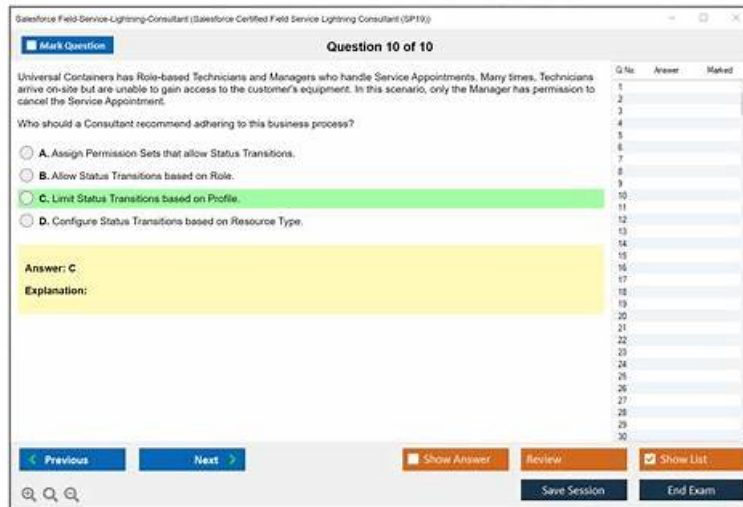 Salesforce Field-Service-Lightning-Consultant (Salesforce Certified Field Service Lightning Consultant (SP19))
Mark Question
Question 10 of 10
Universal Containers has Role-based Technicians and Managers who handle Service Appointments. Many times, Technicians
arrive on-site but are unable to gain access to the customer's equipment. In this scenario, only the Manager has permission to
cancel the Service Appointment.
Who should a Consultant recommend adhering to this business process?
A. Assign Permission Sets that allow Status Transitions.
B. Allow Status Transitions based on Role.
C. Limit Status Transitions based on Profile.
D. Configure Status Transitions based on Resource Type.
Answer: C
Explanation:
Q No. Answer Marked
1
2
3
4
5
6
7
8
9
10
11
12
13
14
15
16
17
18
19
20
21
22
23
24
25
26
27
28
29
30
Previous
Next
Show Answer
Review
Show List
Save Session
End Exam